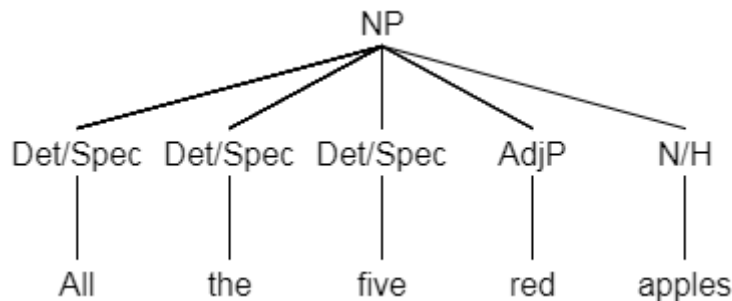 NP
Det/Spec Det/Spec Det/Spec AdjP N/H
All the five red apples